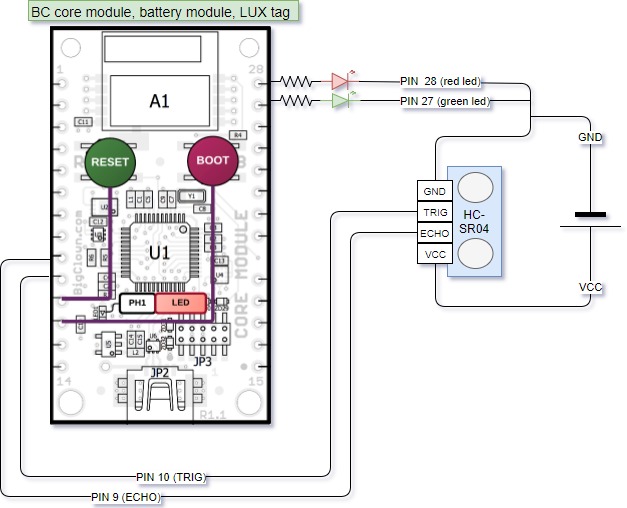 BC core module, battery module, LUX tag
1
28
A1
PIN 28 (red led)
PIN 27 (green led)
C11
R4
RESET
BOOT
GND
Y1
C8
GND
TRIG
ECHO
VCC
HC-
SR04
U1
BigClown.com
CORE MODULE
C13
U4
R6
R5
VCC
PH1
LED
U5
L2
JP3
14
JP2
15
R1.1
PIN 10 (TRIG)
PIN 9 (ECHO)